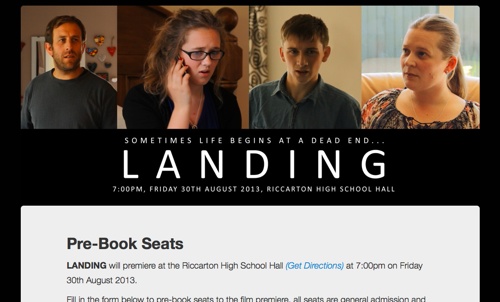 SOMETIMES LIFE BEGINS AT A DEAD END...
LANDING
7:00PM, FRIDAY 30TH AUGUST 2013, RICCARTON HIGH SCHOOL HALL
Pre-Book Seats
LANDING will premiere at the Riccarton High School Hall (Get Directions) at 7:00pm on Friday
30th August 2013.
Fill in the form below to pre-book seats to the film premiere, all seats are general admission and